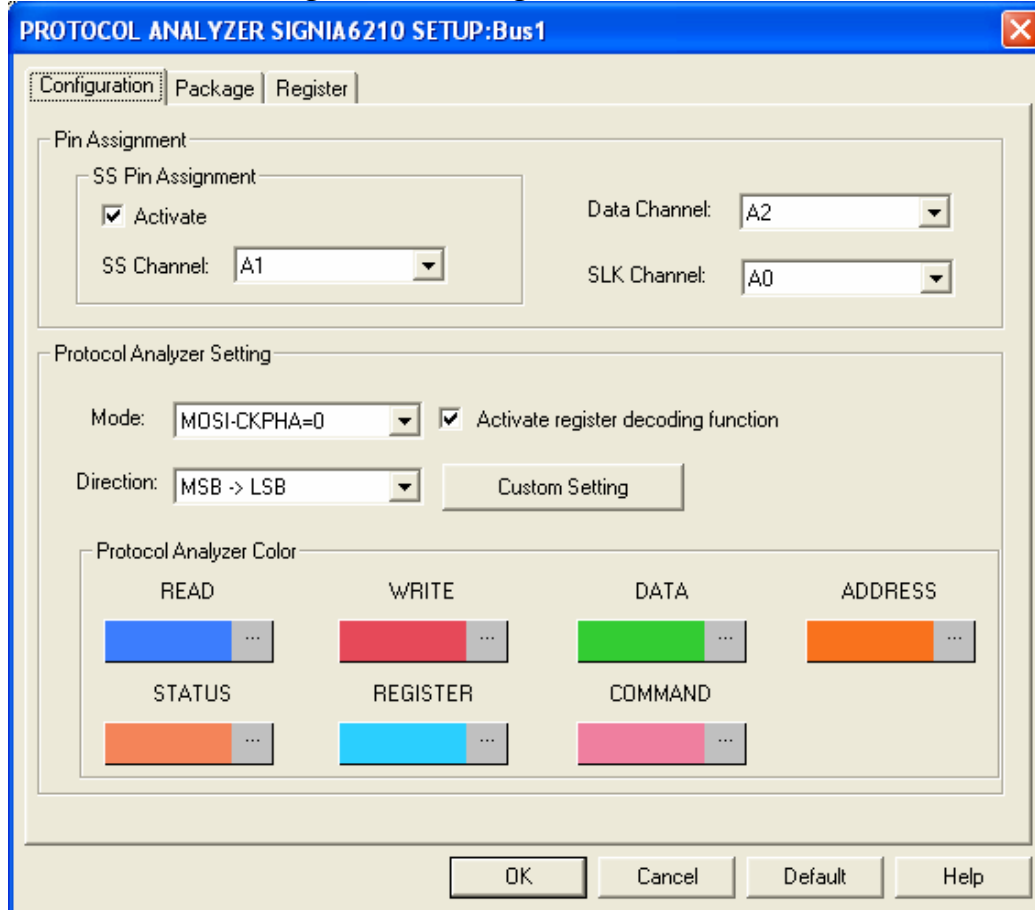 PROTOCOL ANALYZER SIGNIA6210 SETUP:Bus1
Configuration Package Register
Pin Assignment
SS Pin Assignment
Activate
SS Channel: A1
Data Channel: A2
SLK Channel: A0
Protocol Analyzer Setting
Mode: MOSI-CKPHA=0 Activate register decoding function
Direction: MSB -> LSB Custom Setting
Protocol Analyzer Color
READ WRITE DATA ADDRESS
... ... ... ...
STATUS REGISTER COMMAND
... ... ...
OK Cancel Default Help